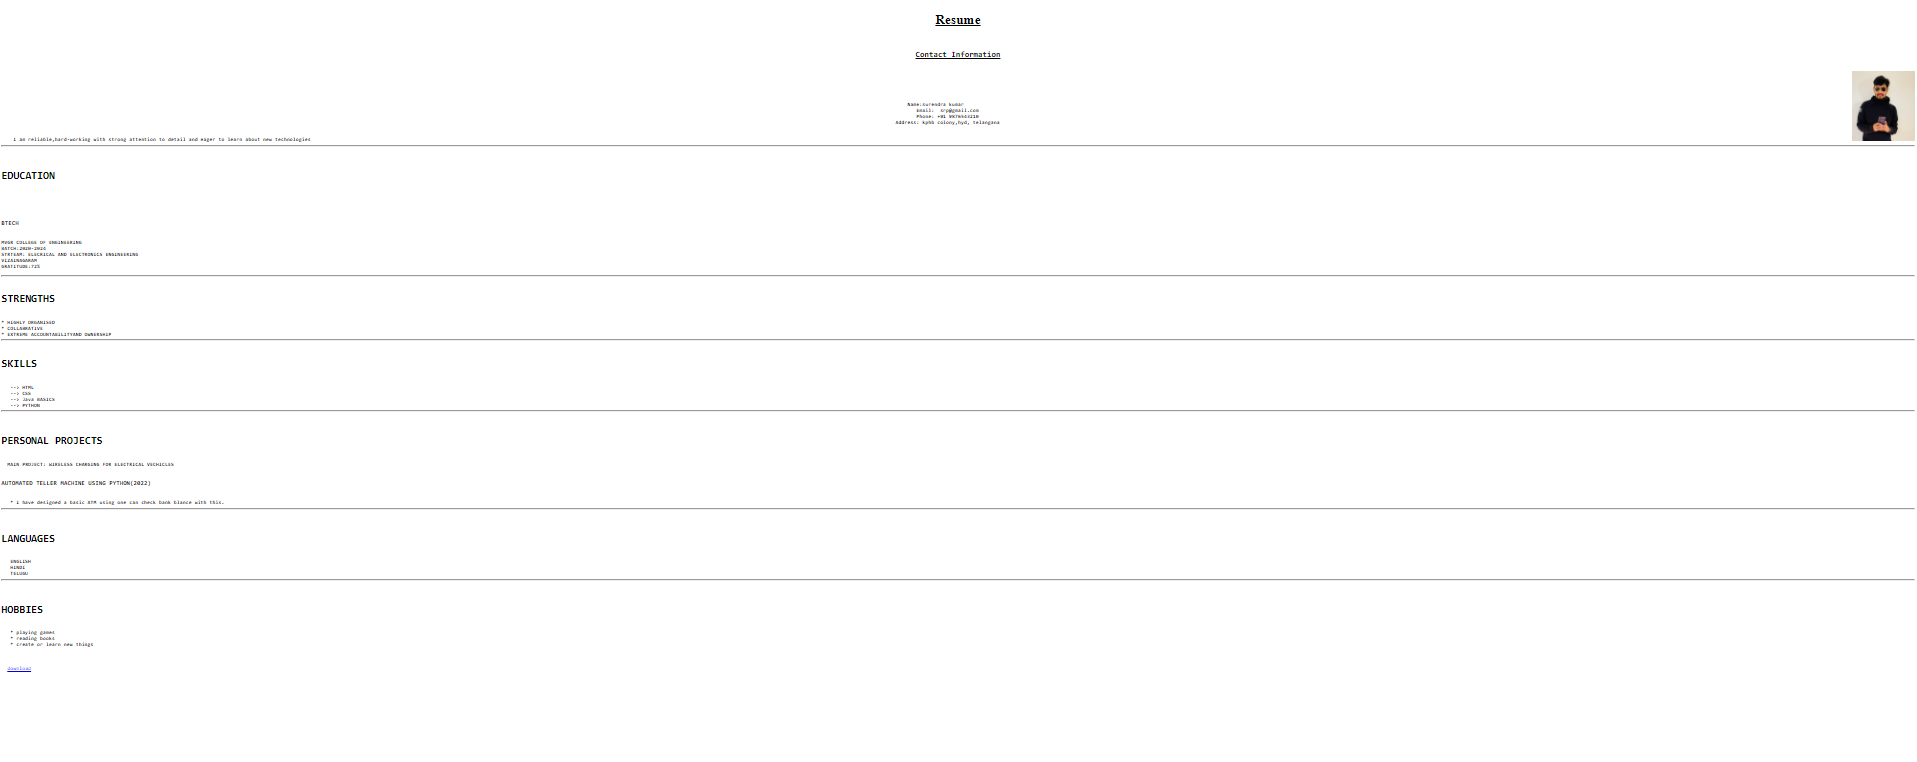 Resume
Contact Information
Name:surendra kumar
Email:  srp@gmail.com
Phone: +91 9876543210
Address: kphb colony,hyd, telangana
i am reliable,hard-working with strong attention to detail and eager to learn about new technologies
EDUCATION
BTECH
MVGR COLLEGE OF ENGINEERING
BATCH:2020-2024
STRTEAM: ELECRICAL AND ELECTRONICS ENGINEERING
VIZAINAGARAM
GRATITUDE:71%
STRENGTHS
* HIGHLY ORGANISED
* COLLABRATIVE
* EXTREME ACCOUNTABILITYAND OWNERSHIP
SKILLS
--> HTML
--> CSS
--> Java BASICS
--> PYTHON
PERSONAL PROJECTS
MAIN PROJECT: WIRELESS CHARGING FOR ELECTRICAL VECHICLES
AUTOMATED TELLER MACHINE USING PYTHON(2022)
* i have designed a basic ATM using one can check bank blance with this.
LANGUAGES
ENGLISH
HINDI
TELUGU
HOBBIES
* playing games
* reading books
* create or learn new things
download